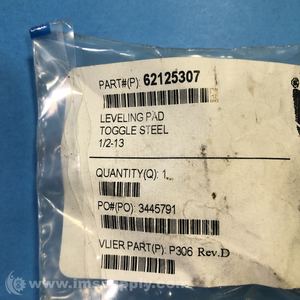 PART#(P) 62125307
LEVELING PAD
TOGGLE STEEL
1/2-13
QUANTITY(Q): 1
PO#(PO): 3445791
VLIER PART(P): P306 Rev.D
© www.imsupply.com